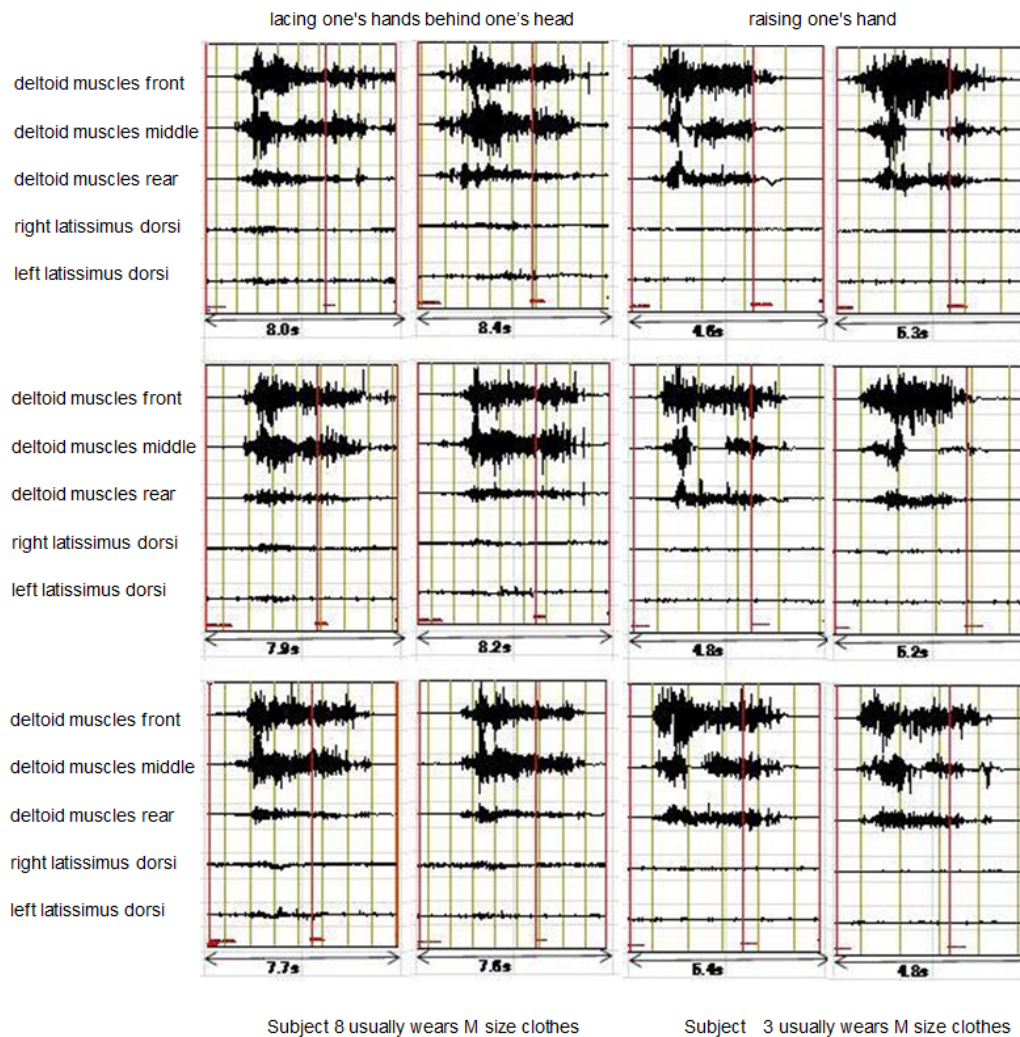 lacing one's hands behind one's head raising one's hand
deltoid muscles front
deltoid muscles middle
deltoid muscles rear
right latissimus dorsi
left latissimus dorsi
8.0s 8.4s 4.6s 5.3s
deltoid muscles front
deltoid muscles middle
deltoid muscles rear
right latissimus dorsi
left latissimus dorsi
7.9s 8.2s 4.8s 5.2s
deltoid muscles front
deltoid muscles middle
deltoid muscles rear
right latissimus dorsi
left latissimus dorsi
7.7s 7.6s 5.4s 4.8s
Subject 8 usually wears M size clothes Subject 3 usually wears M size clothes